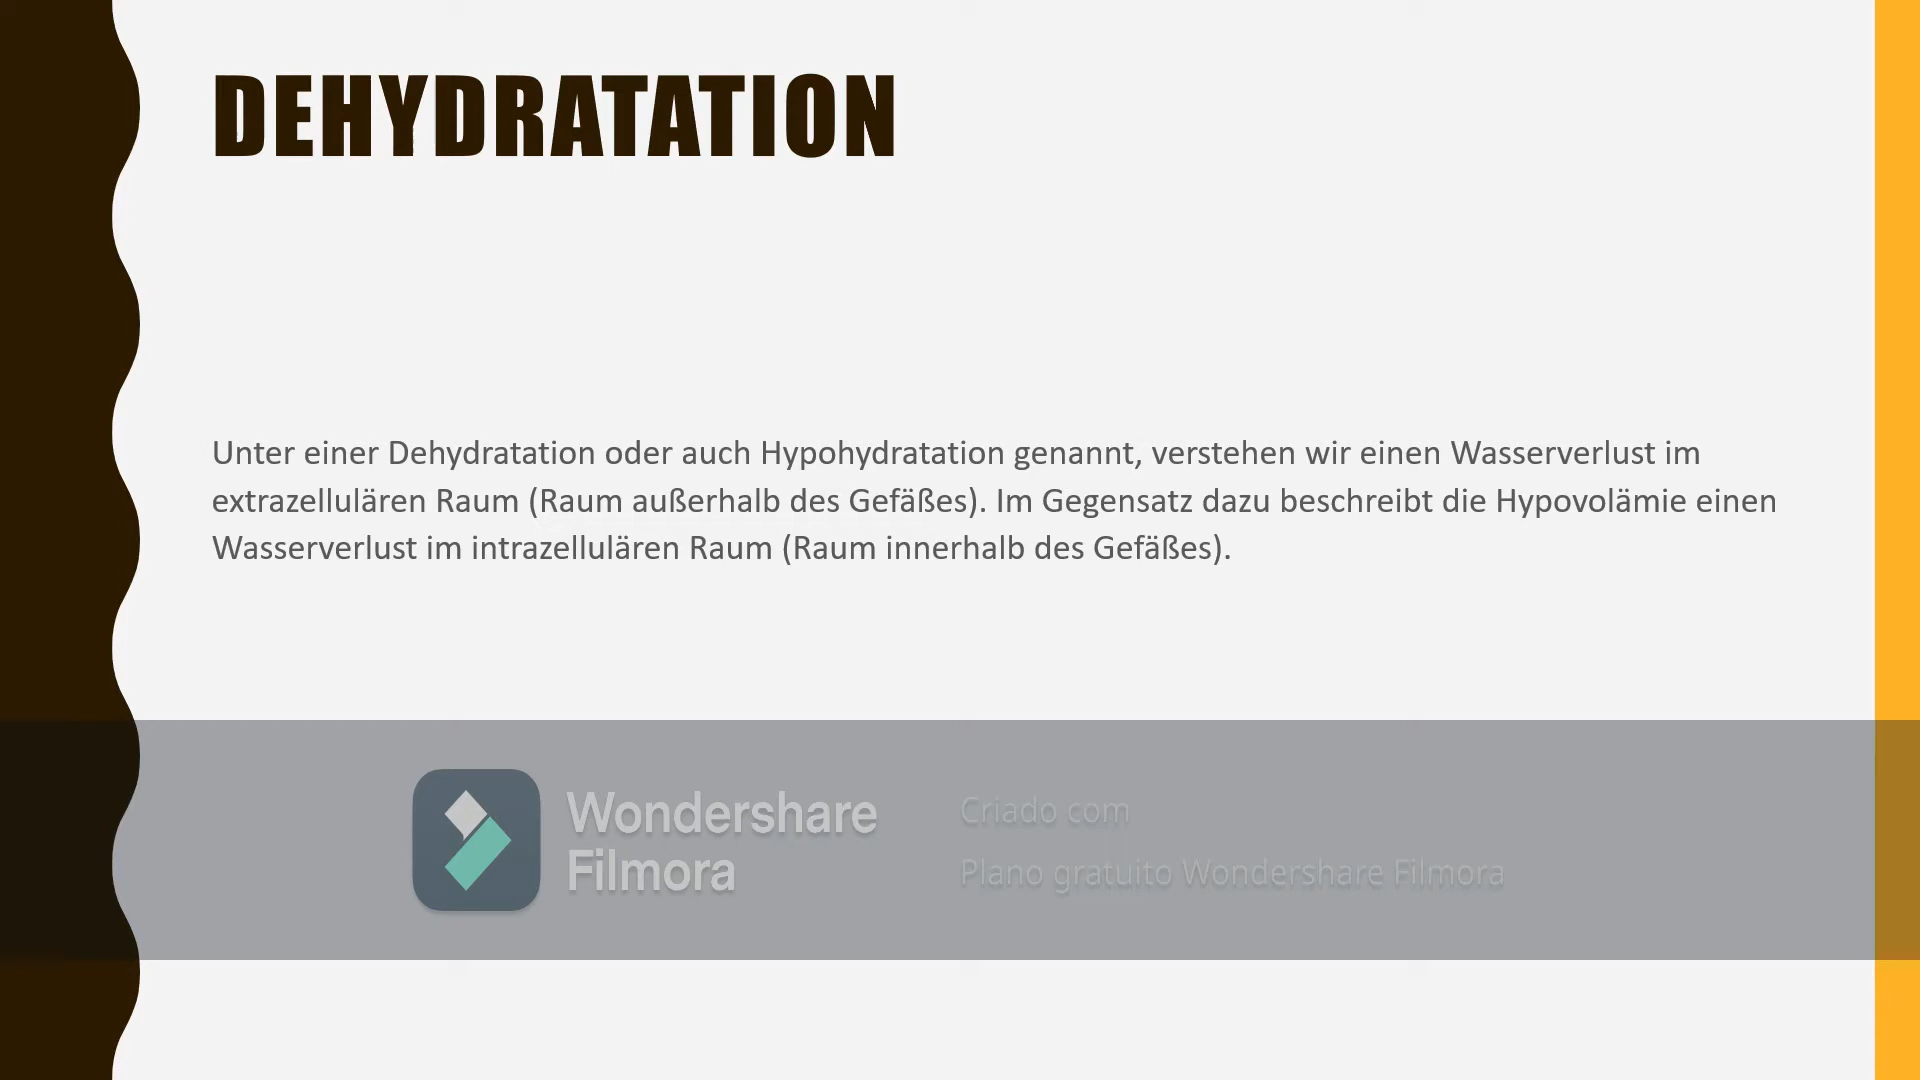 DEHYDRATATION
Unter einer Dehydratation oder auch Hypohydratation genannt, verstehen wir einen Wasserverlust im
extrazellulären Raum (Raum außerhalb des Gefäßes). Im Gegensatz dazu beschreibt die Hypovolämie einen
Wasserverlust im intrazellulären Raum (Raum innerhalb des Gefäßes).
Wondershare
Filmora
Criado com
Plano gratuito Wondershare Filmora